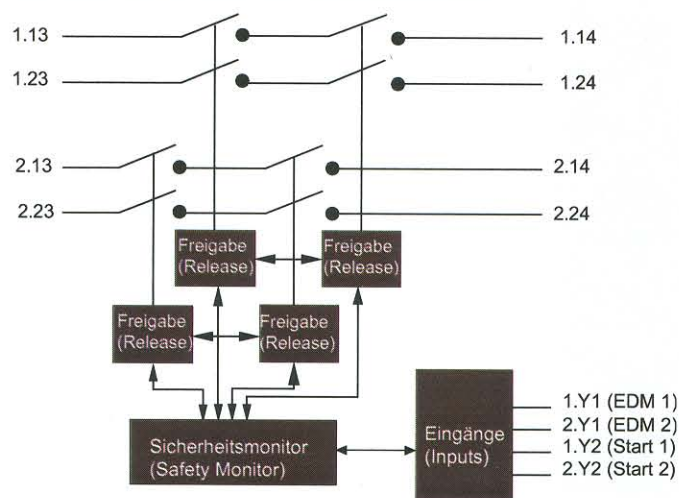 1.13
1.14
1.23
1.24
2.13
2.14
2.23
2.24
Freigabe
(Release)
Freigabe
(Release)
Freigabe
(Release)
Freigabe
(Release)
Sicherheitsmonitor
(Safety Monitor)
Eingänge
(Inputs)
1.Y1 (EDM 1)
2.Y1 (EDM 2)
1.Y2 (Start 1)
2.Y2 (Start 2)